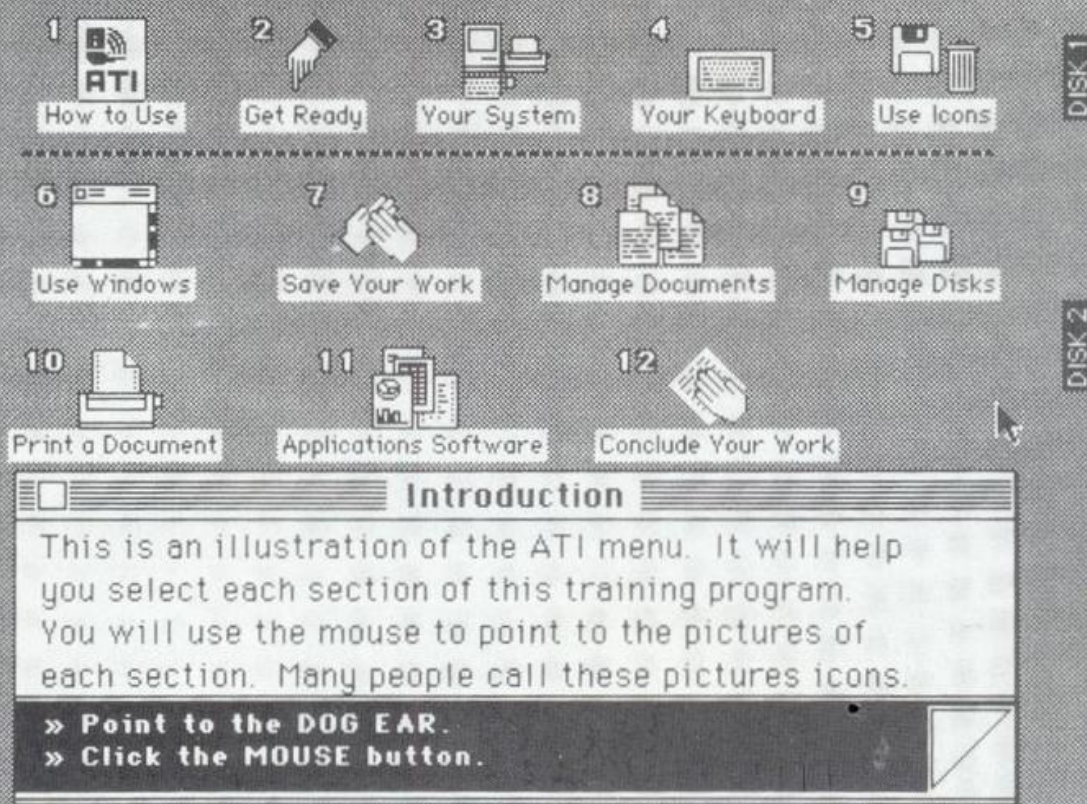 1 2 3 4 5
ATI
How to Use Get Ready Your System Your Keyboard Use Icons
DISK 1
6 7 8 9
Use Windows Save Your Work Manage Documents Manage Disks
DISK 2
10 11 12
Print a Document Applications Software Conclude Your Work
Introduction
This is an illustration of the ATI menu. It will help
you select each section of this training program.
You will use the mouse to point to the pictures of
each section. Many people call these pictures icons.
» Point to the DOG EAR.
» Click the MOUSE button.